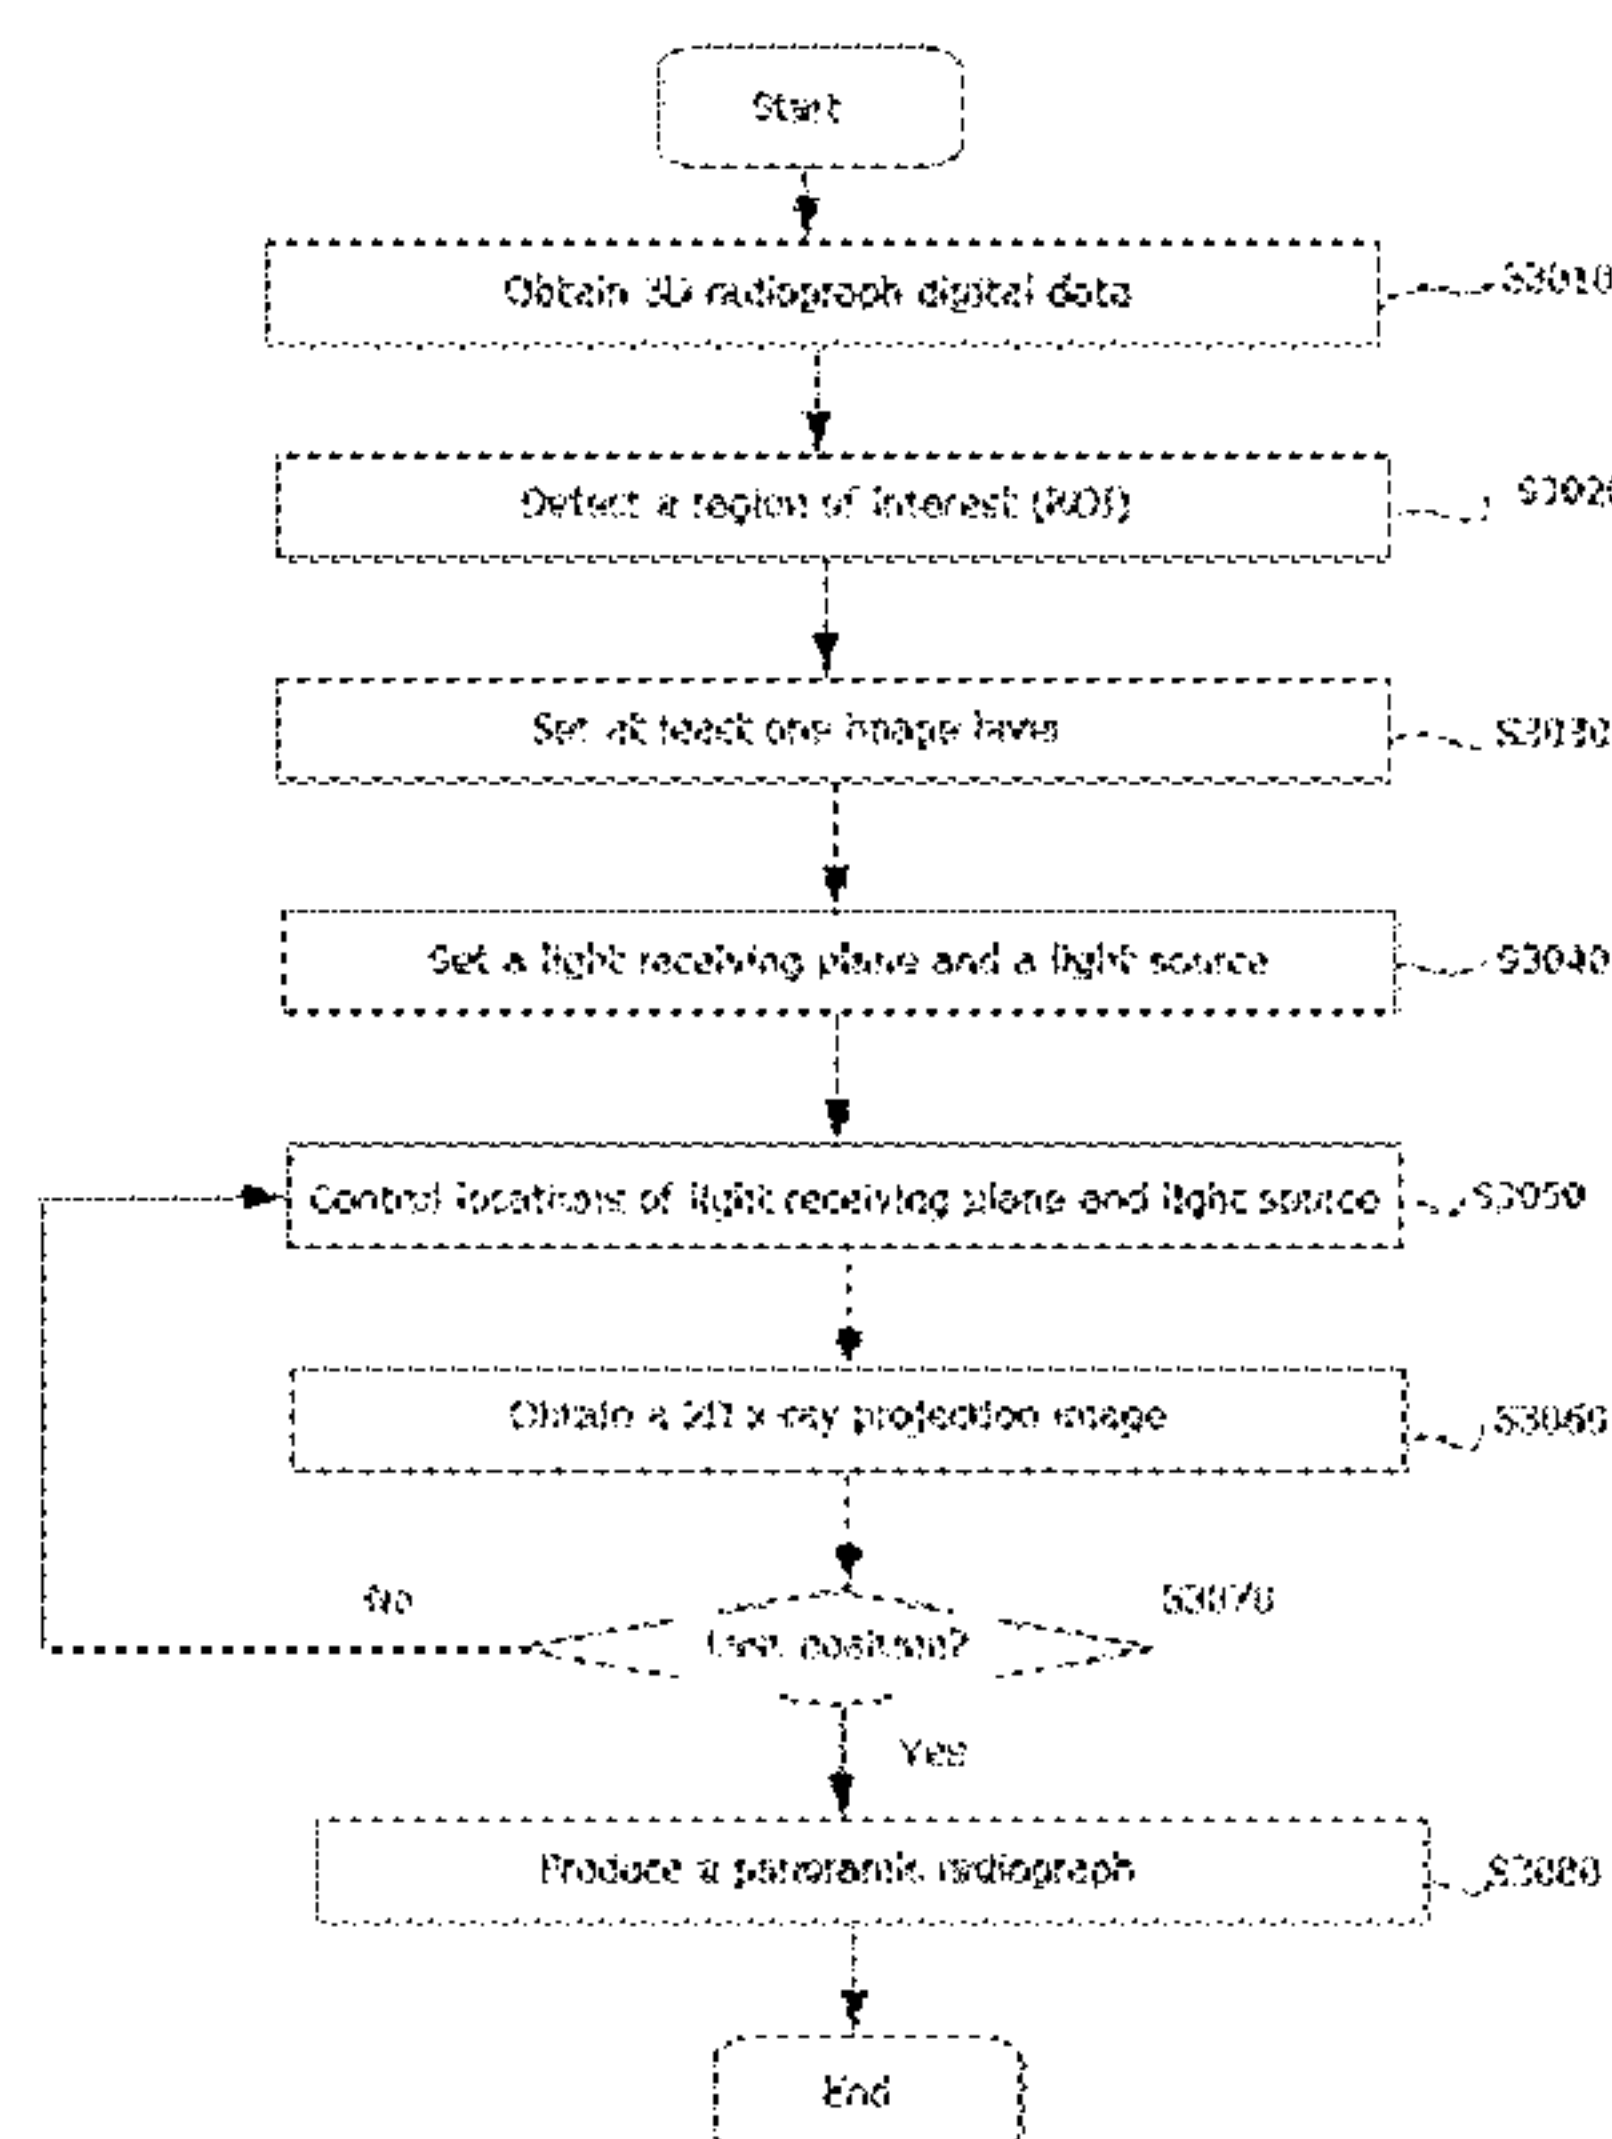 Start
Obtain 3D radiograph digital data
S3010
Detect a region of interest (ROI)
S3020
Set at least one image layer
S3030
Set a light receiving plane and a light source
S3040
Control locations of light receiving plane and light source
S3050
Obtain a 2D x-ray projection image
S3060
No
Last position?
S3070
Yes
Produce a panoramic radiograph
S3080
End